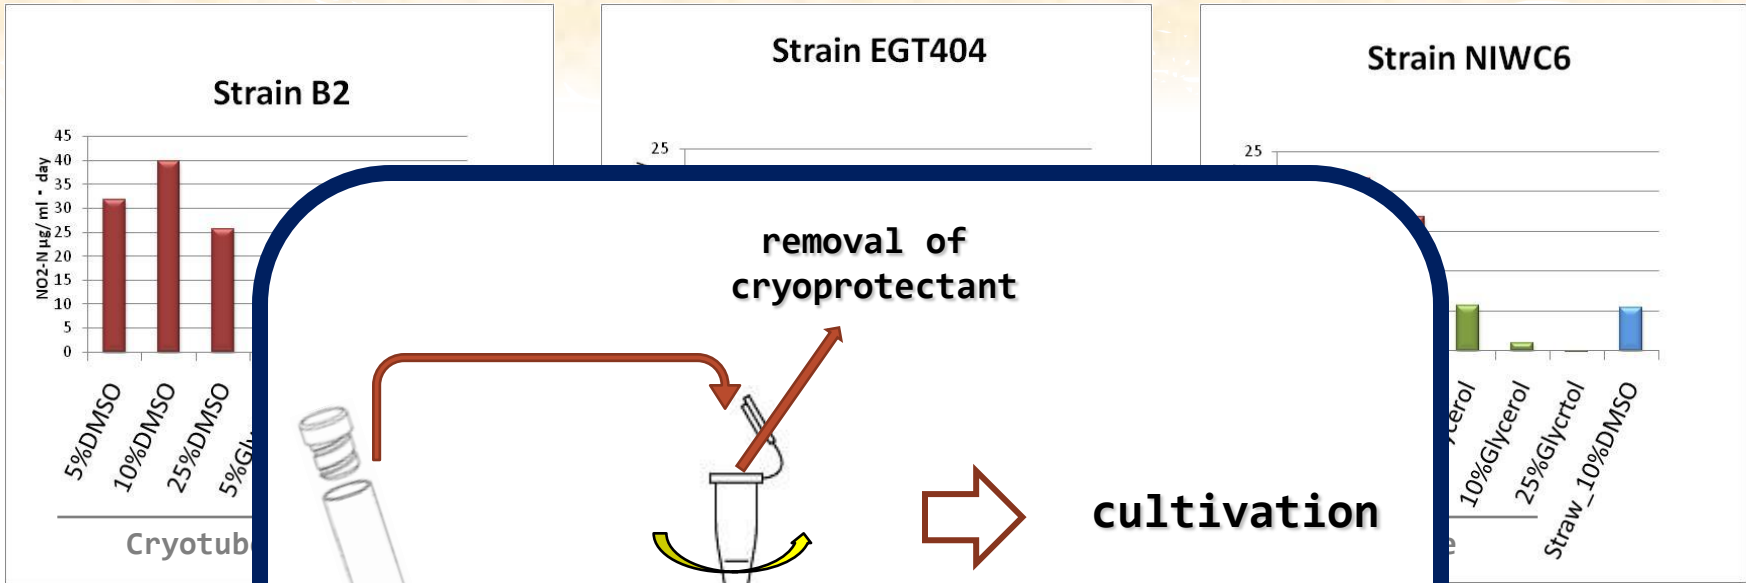 Strain B2
Strain EGT404
Strain NIWC6
NO2-N µg/ml・day
45
40
35
30
25
20
15
10
5
0
25
25
removal of
cryoprotectant
cultivation
5%DMSO
10%DMSO
25%DMSO
10%Glycerol
25%Glycrtol
Straw_10%DMSO